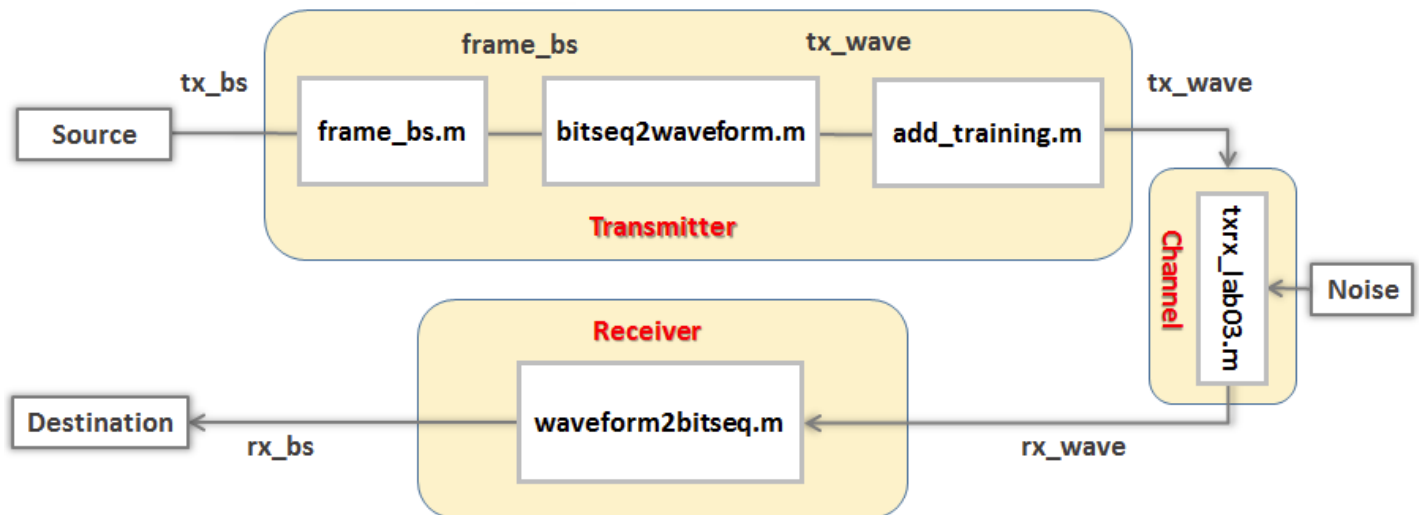 frame_bs
tx_wave
tx_bs
tx_wave
Source
frame_bs.m
bitseq2waveform.m
add_training.m
Transmitter
Channel
txrx_lab03.m
Noise
Receiver
Destination
waveform2bitseq.m
rx_bs
rx_wave